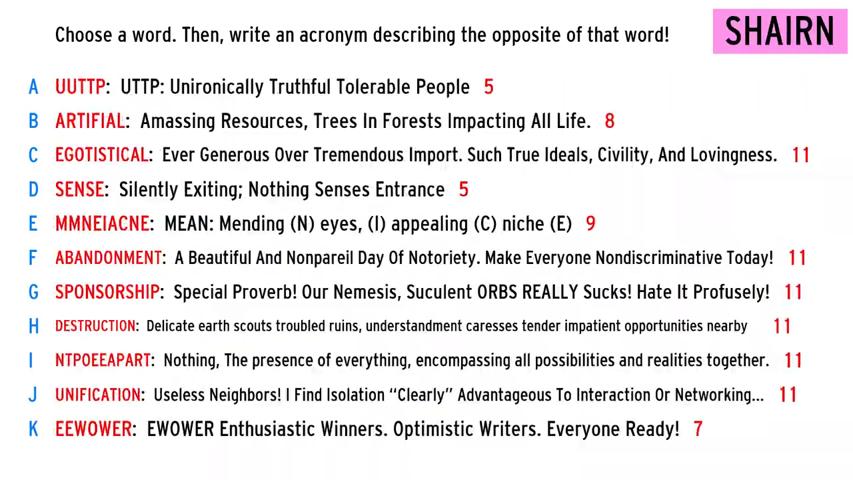 Choose a word. Then, write an acronym describing the opposite of that word!
SHAIRN
A UUTTP: UTTP: Unironically Truthful Tolerable People 5
B ARTIFIAL: Amassing Resources, Trees In Forests Impacting All Life. 8
C EGOTISTICAL: Ever Generous Over Tremendous Import. Such True Ideals, Civility, And Lovingness. 11
D SENSE: Silently Exiting; Nothing Senses Entrance 5
E MMNEIACNE: MEAN: Mending (N) eyes, (I) appealing (C) niche (E) 9
F ABANDONMENT: A Beautiful And Nonpareil Day Of Notoriety. Make Everyone Nondiscriminative Today! 11
G SPONSORSHIP: Special Proverb! Our Nemesis, Suculent ORBS REALLY Sucks! Hate It Profusely! 11
H DESTRUCTION: Delicate earth scouts troubled ruins, understandment caresses tender impatient opportunities nearby 11
I NTPOEEAPART: Nothing, The presence of everything, encompassing all possibilities and realities together. 11
J UNIFICATION: Useless Neighbors! I Find Isolation “Clearly” Advantageous To Interaction Or Networking... 11
K EEWOWER: EWOWER Enthusiastic Winners. Optimistic Writers. Everyone Ready! 7